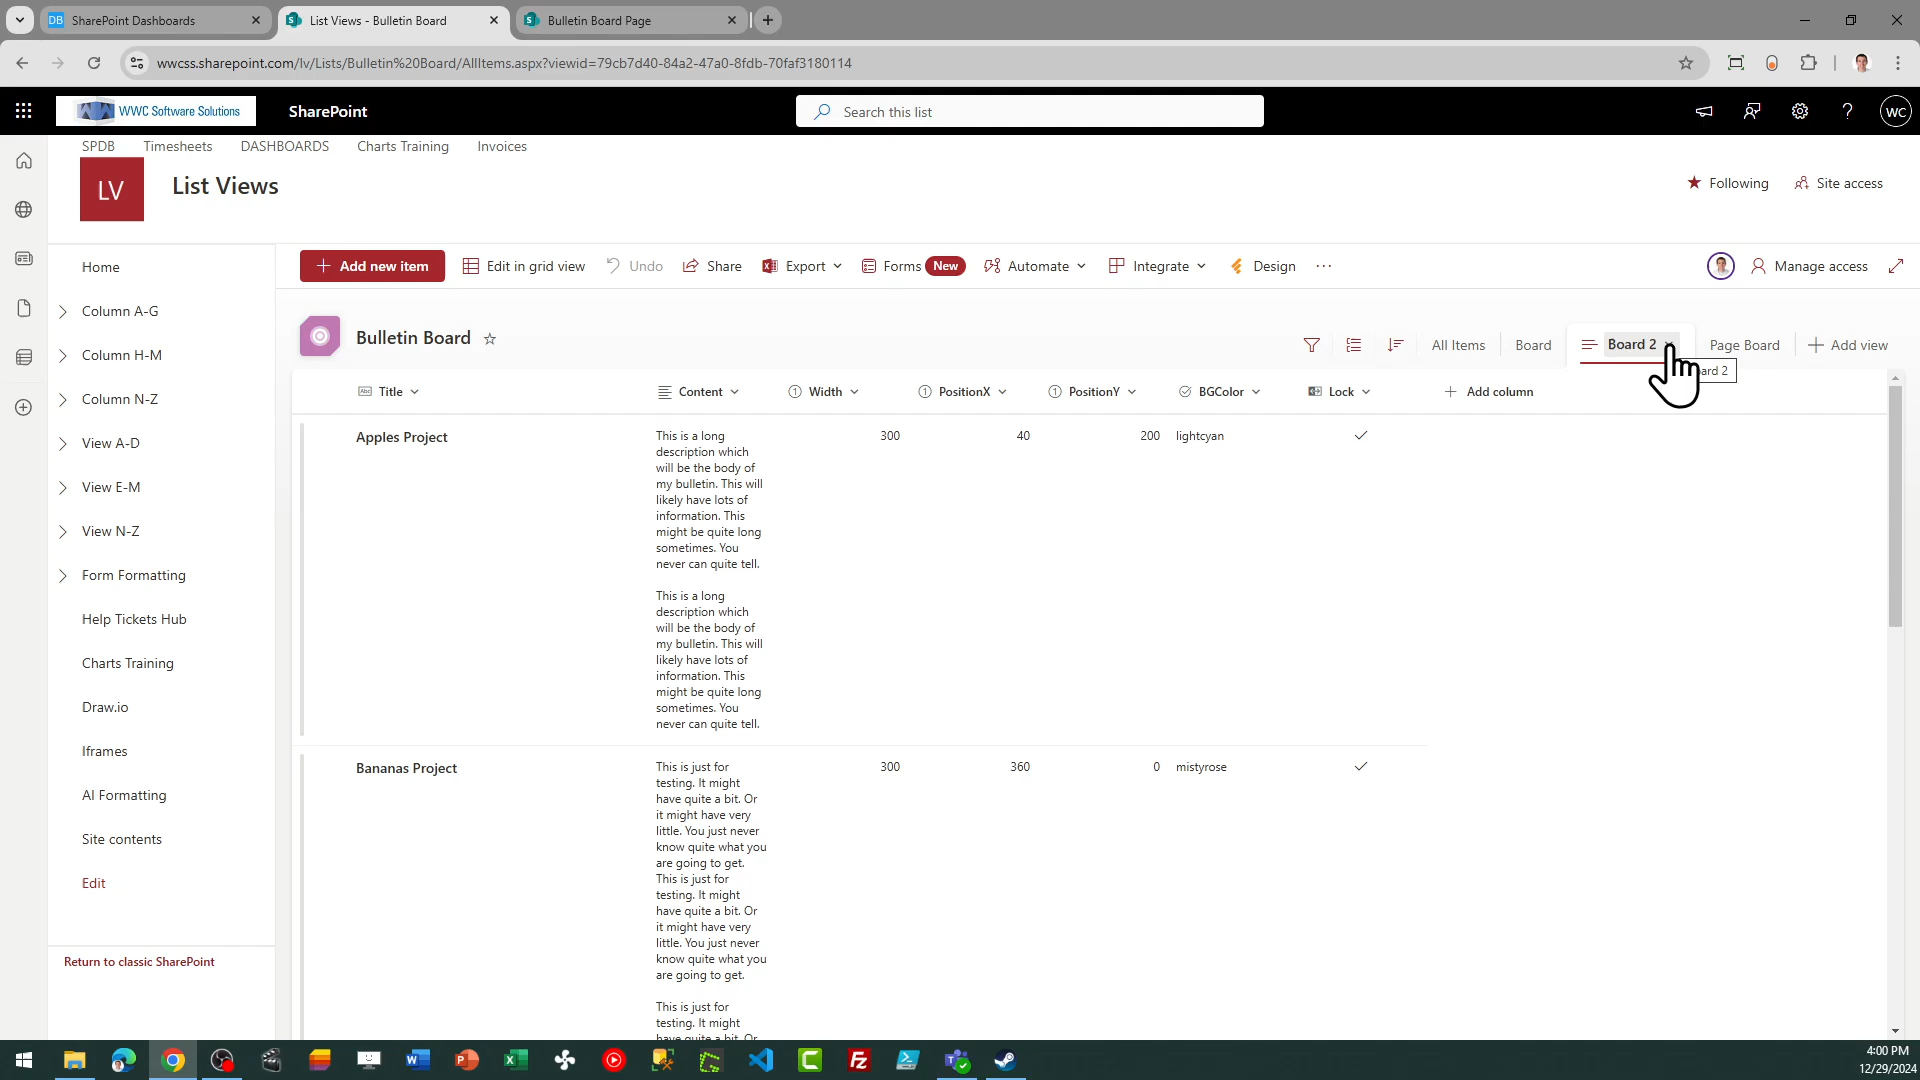 DB SharePoint Dashboards
List Views - Bulletin Board
Bulletin Board Page
wwcss.sharepoint.com/lv/Lists/Bulletin%20Board/AllItems.aspx?viewid=79cb7d40-84a2-47a0-8fdb-70faf3180114
WWC Software Solutions
SharePoint
Search this list
WC
SPDB Timesheets DASHBOARDS Charts Training Invoices
LV
List Views
Following
Site access
Home
Column A-G
Column H-M
Column N-Z
View A-D
View E-M
View N-Z
Form Formatting
Help Tickets Hub
Charts Training
Draw.io
Iframes
AI Formatting
Site contents
Edit
Return to classic SharePoint
Add new item
Edit in grid view
Undo
Share
Export
Forms New
Automate
Integrate
Design
Manage access
Bulletin Board
All Items
Board
Board 2
Page Board
Add view
Title
Content
Width
PositionX
PositionY
BGColor
Lock
Add column
Apples Project
This is a long
description which
will be the body of
my bulletin. This will
likely have lots of
information. This
might be quite long
sometimes. You
never can quite tell.
This is a long
description which
will be the body of
my bulletin. This will
likely have lots of
information. This
might be quite long
sometimes. You
never can quite tell.
300
40
200
lightcyan
Bananas Project
This is just for
testing. It might
have quite a bit. Or
it might have very
little. You just never
know quite what you
are going to get.
This is just for
testing. It might
have quite a bit. Or
it might have very
little. You just never
know quite what you
are going to get.
This is just for
testing. It might
have quite a bit. Or
300
360
0
mistyrose
4:00 PM
12/29/2024